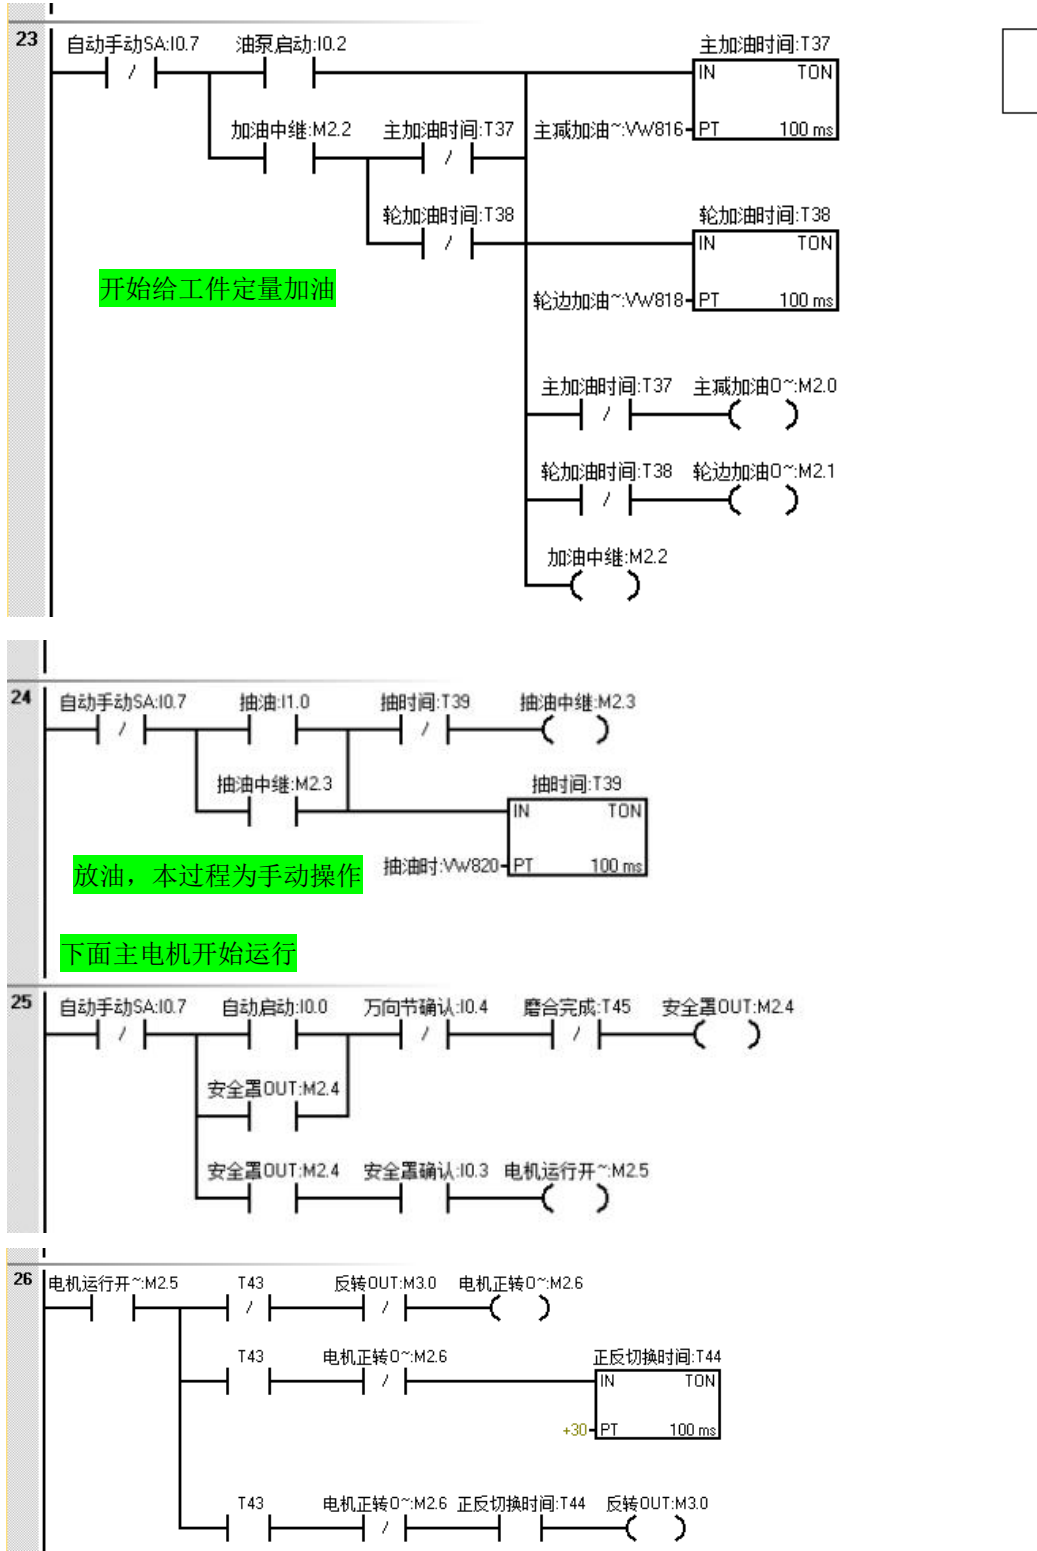 23
自动手动SA:I0.7 油泵启动:I0.2 主加油时间:T37
IN TON
加油中继:M2.2 主加油时间:T37 主减加油~:VW816 PT 100 ms
轮加油时间:T38 轮加油时间:T38
IN TON
开始给工件定量加油
轮边加油~:VW818 PT 100 ms
主加油时间:T37 主减加油O~:M2.0
轮加油时间:T38 轮边加油O~:M2.1
加油中继:M2.2
24
自动手动SA:I0.7 抽油:I1.0 抽时间:T39 抽油中继:M2.3
抽油中继:M2.3 抽时间:T39
IN TON
抽油时:VW820 PT 100 ms
放油，本过程为手动操作
下面主电机开始运行
25
自动手动SA:I0.7 自动启动:I0.0 万向节确认:I0.4 磨合完成:T45 安全罩OUT:M2.4
安全罩OUT:M2.4
安全罩OUT:M2.4 安全罩确认:I0.3 电机运行开~:M2.5
26
电机运行开~:M2.5 T43 反转OUT:M3.0 电机正转O~:M2.6
T43 电机正转O~:M2.6 正反切换时间:T44
IN TON
+30 PT 100 ms
T43 电机正转O~:M2.6 正反切换时间:T44 反转OUT:M3.0